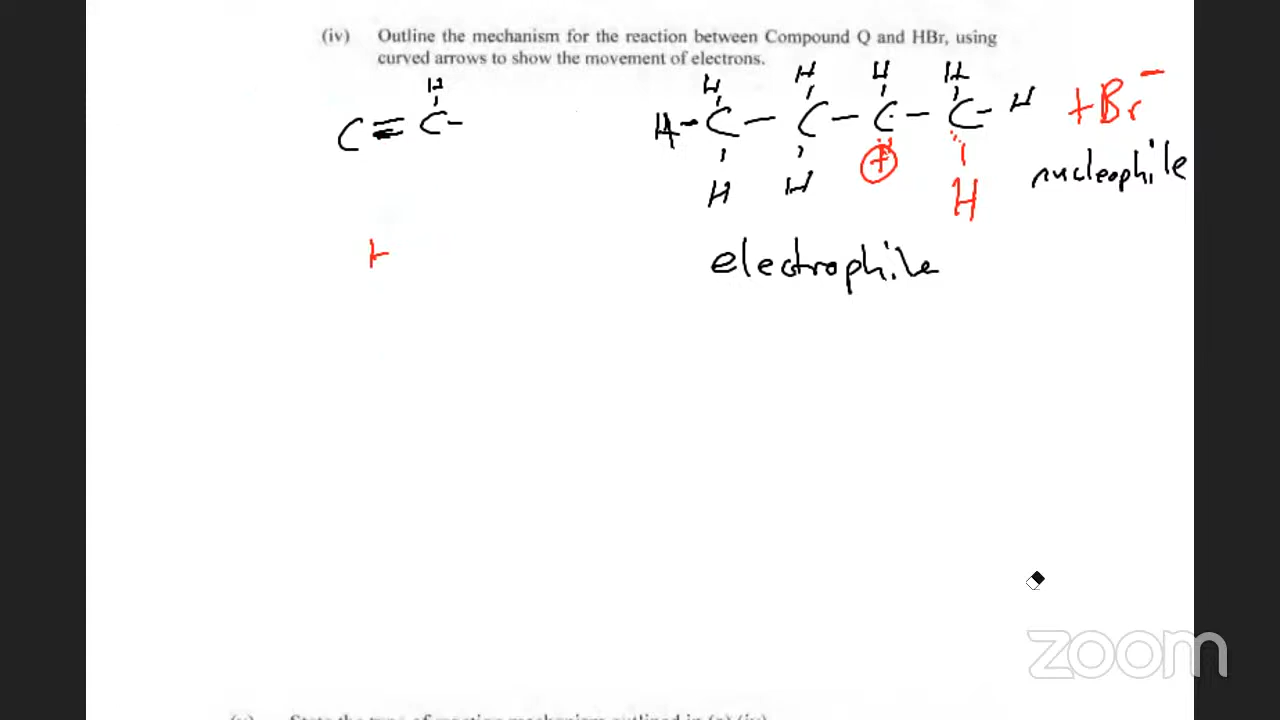 (iv) Outline the mechanism for the reaction between Compound Q and HBr, using
curved arrows to show the movement of electrons.
H H H H H
C = C - H - C - C - C - C - H + Br −
+
H H H nucleophile
electrophile
zoom